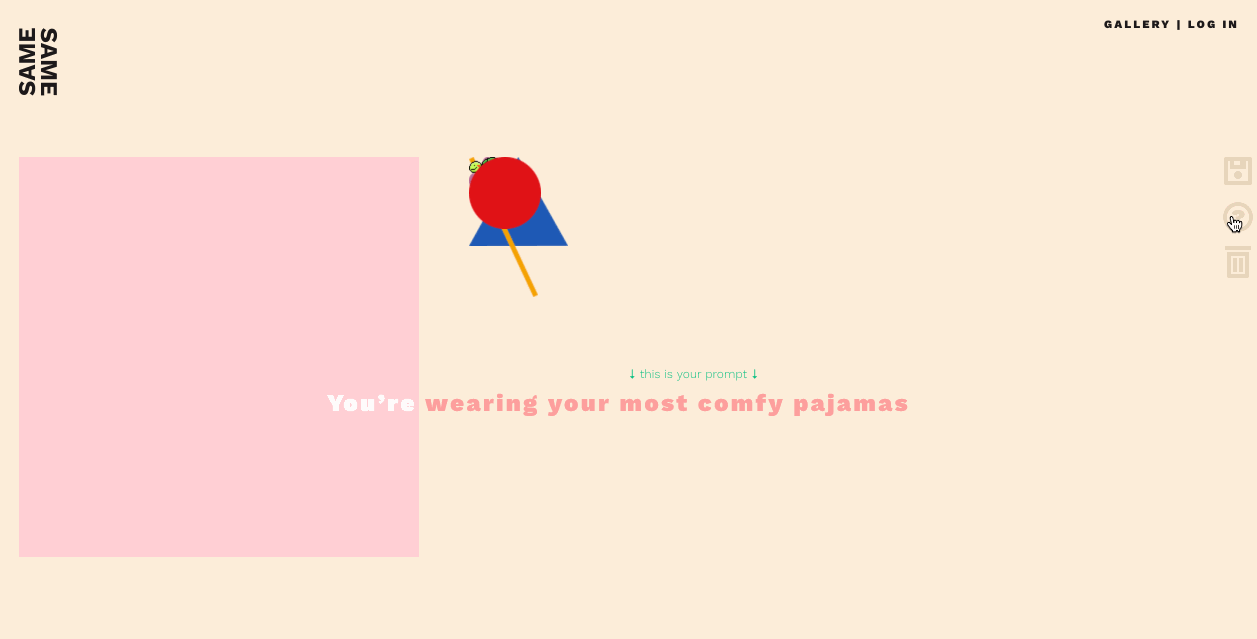 SAME
SAME
GALLERY | LOG IN
↓ this is your prompt ↓
You're wearing your most comfy pajamas